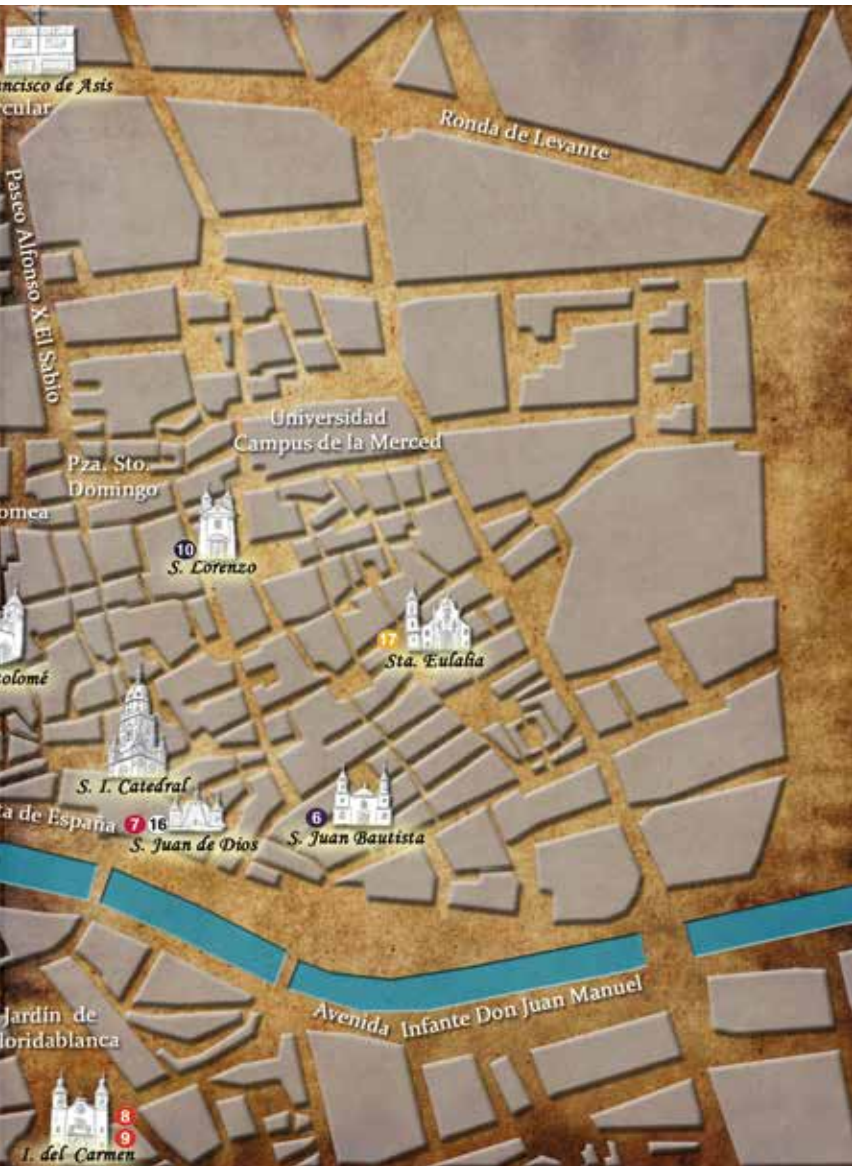 ncisco de Asis
rcular
Ronda de Levante
Paseo Alfonso X El Sabio
Universidad
Campus de la Merced
Pza. Sto.
Domingo
omea
10
S. Lorenzo
17
Sta. Eulalia
tolomé
S. I. Catedral
ta de España
7 16
S. Juan de Dios
6
S. Juan Bautista
Avenida Infante Don Juan Manuel
Jardín de
loridablanca
8
9
I. del Carmen